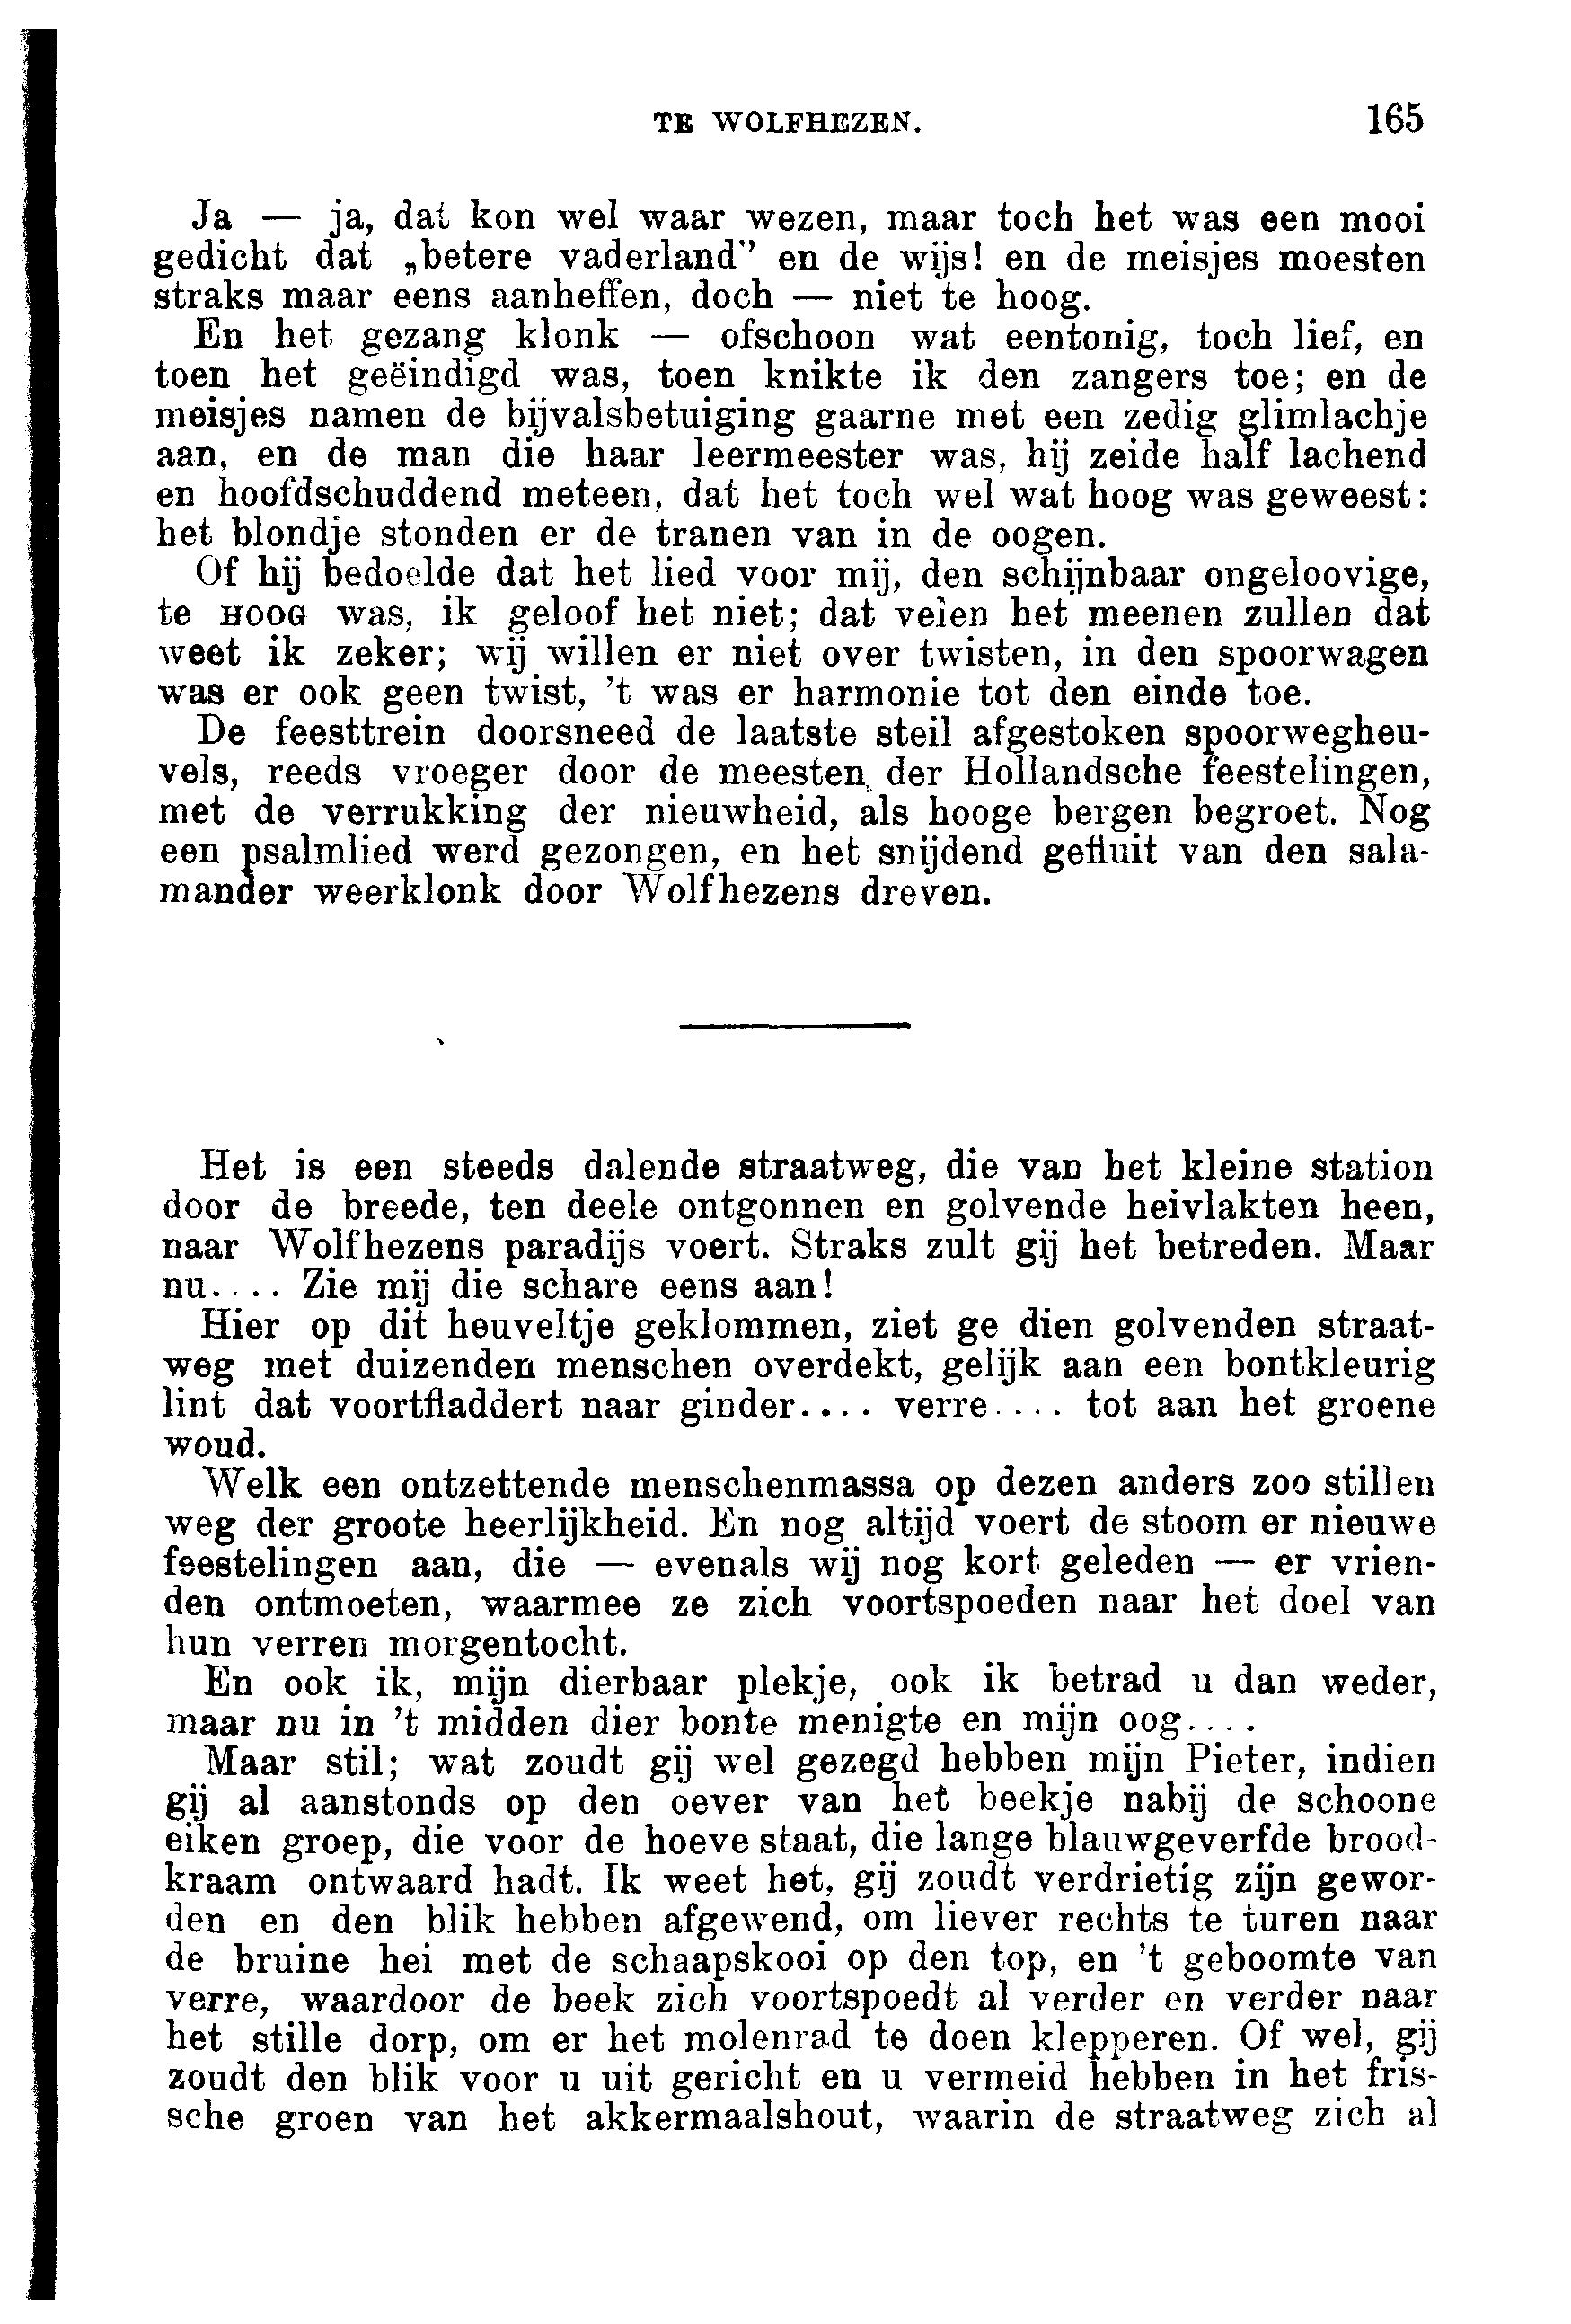 TE WOLFHEZEN. 165
Ja — ja, dat kon wel waar wezen, maar toch het was een mooi
gedicht dat „betere vaderland” en de wijs! en de meisjes moesten
straks maar eens aanheffen, doch — niet te hoog.
En het gezang klonk — ofschoon wat eentonig, toch lief, en
toen het geëindigd was, toen knikte ik den zangers toe; en de
meisjes namen de bijvalsbetuiging gaarne met een zedig glimlachje
aan, en de man die haar leermeester was, hij zeide half lachend
en hoofdschuddend meteen, dat het toch wel wat hoog was geweest:
het blondje stonden er de tranen van in de oogen.
Of hij bedoelde dat het lied voor mij, den schijnbaar ongeloovige,
te HOOG was, ik geloof het niet; dat velen het meenen zullen dat
weet ik zeker; wij willen er niet over twisten, in den spoorwagen
was er ook geen twist, 't was er harmonie tot den einde toe.
De feesttrein doorsneed de laatste steil afgestoken spoorwegheu-
vels, reeds vroeger door de meesten der Hollandsche feestelingen,
met de verrukking der nieuwheid, als hooge bergen begroet. Nog
een psalmlied werd gezongen, en het snijdend gefluit van den sala-
mander weerklonk door Wolfhezens dreven.
Het is een steeds dalende straatweg, die van het kleine station
door de breede, ten deele ontgonnen en golvende heivlakten heen,
naar Wolfhezens paradijs voert. Straks zult gij het betreden. Maar
nu.... Zie mij die schare eens aan!
Hier op dit heuveltje geklommen, ziet ge dien golvenden straat-
weg met duizenden menschen overdekt, gelijk aan een bontkleurig
lint dat voortfladdert naar ginder.... verre.... tot aan het groene
woud.
Welk een ontzettende menschenmassa op dezen anders zoo stillen
weg der groote heerlijkheid. En nog altijd voert de stoom er nieuwe
feestelingen aan, die — evenals wij nog kort geleden — er vrien-
den ontmoeten, waarmee ze zich voortspoeden naar het doel van
hun verren morgentocht.
En ook ik, mijn dierbaar plekje, ook ik betrad u dan weder,
maar nu in 't midden dier bonte menigte en mijn oog....
Maar stil; wat zoudt gij wel gezegd hebben mijn Pieter, indien
gij al aanstonds op den oever van het beekje nabij de schoone
eiken groep, die voor de hoeve staat, die lange blauwgeverfde brood-
kraam ontwaard hadt. Ik weet het, gij zoudt verdrietig zijn gewor-
den en den blik hebben afgewend, om liever rechts te turen naar
de bruine hei met de schaapskooi op den top, en 't geboomte van
verre, waardoor de beek zich voortspoedt al verder en verder naar
het stille dorp, om er het molenrad te doen klepperen. Of wel, gij
zoudt den blik voor u uit gericht en u vermeid hebben in het fris-
sche groen van het akkermaalshout, waarin de straatweg zich al